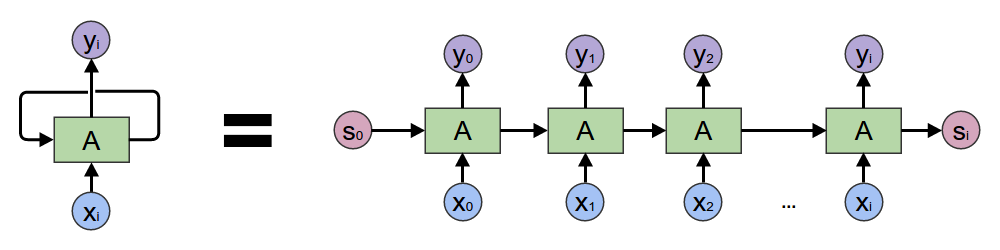 yᵢ
A
xᵢ
=
y₀ y₁ y₂ yᵢ
s₀ A A A A sᵢ
x₀ x₁ x₂ ... xᵢ